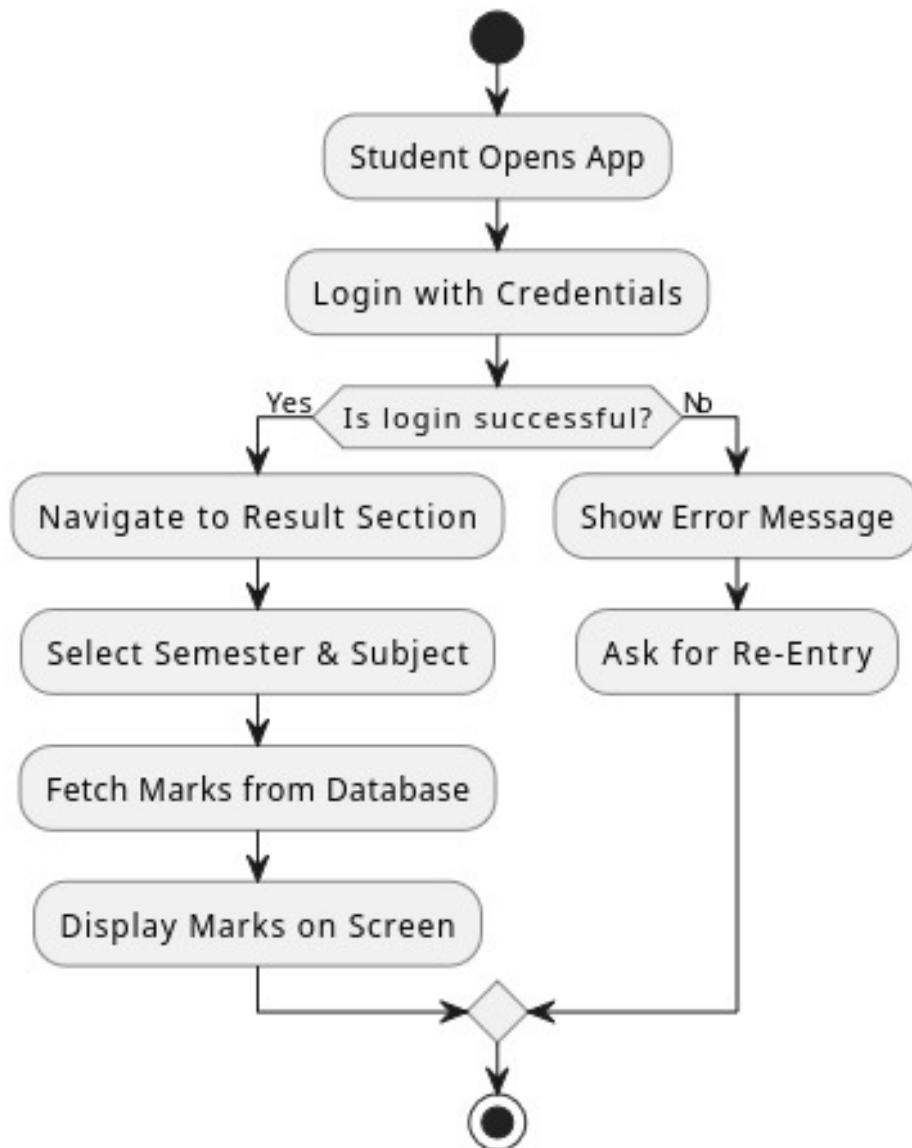 Student Opens App
Login with Credentials
Yes
Is login successful?
No
Navigate to Result Section
Show Error Message
Select Semester & Subject
Ask for Re-Entry
Fetch Marks from Database
Display Marks on Screen